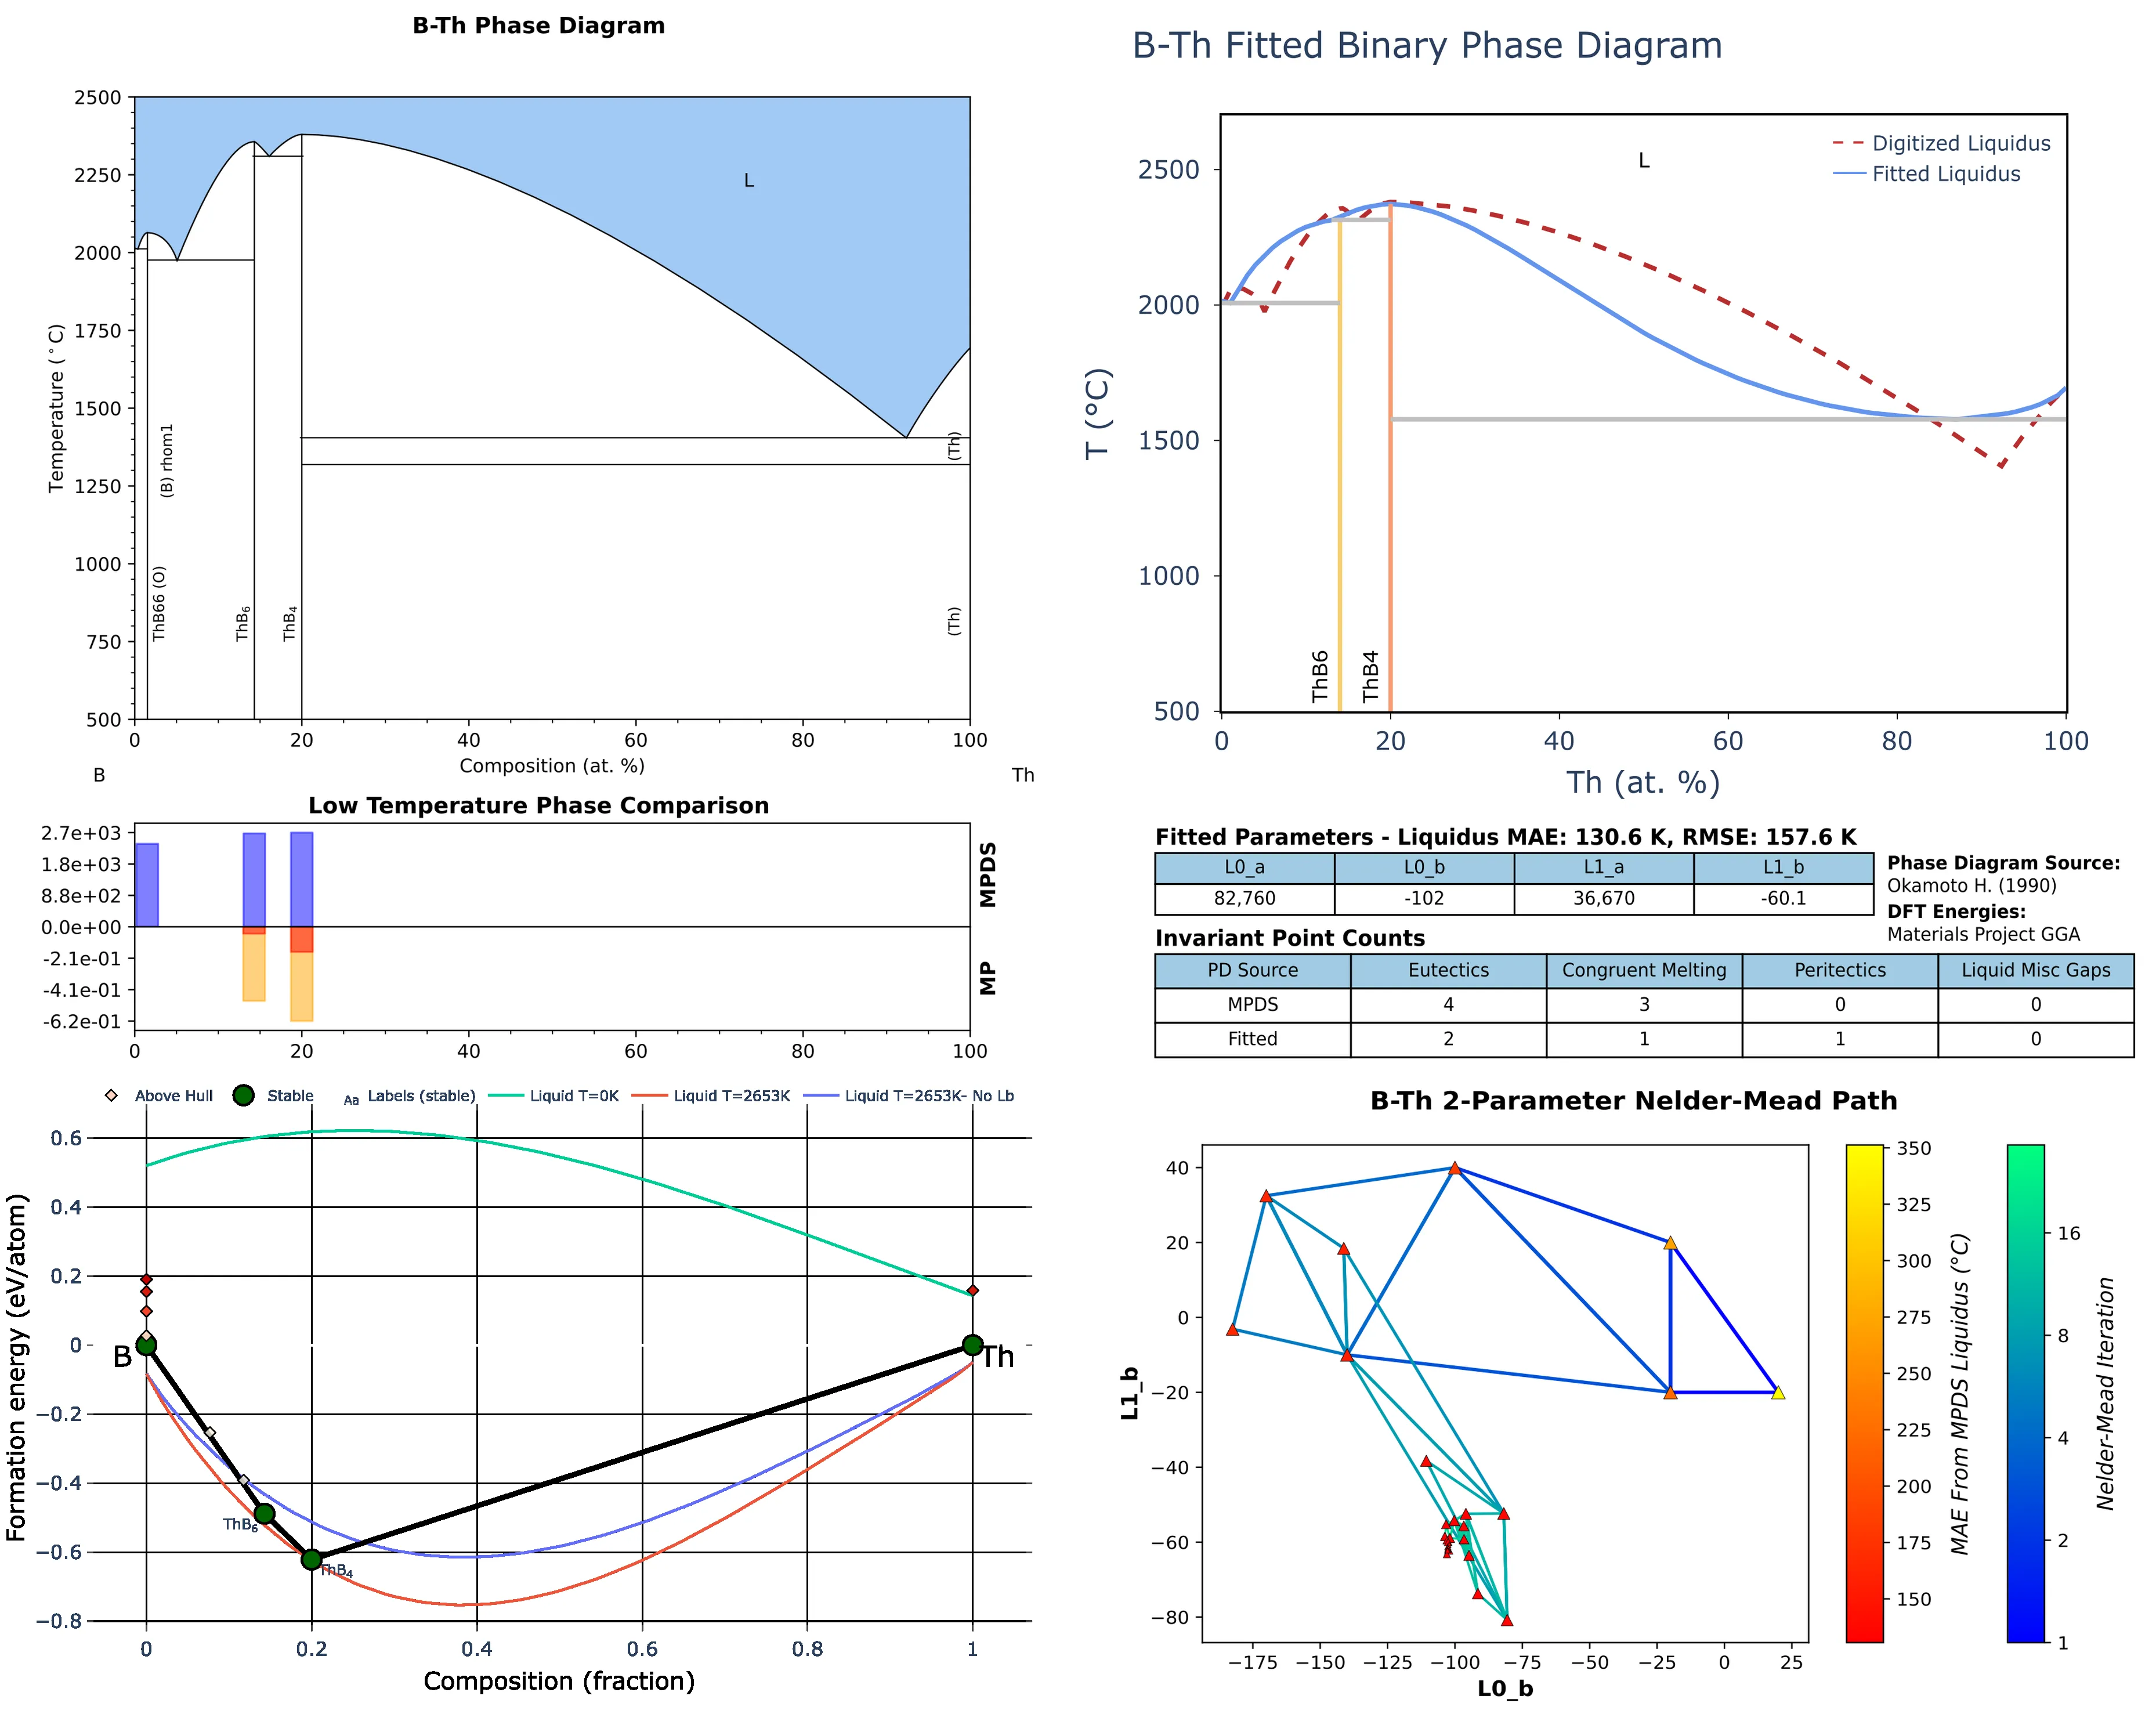 B-Th Phase Diagram
2500
2250
2000
1750
1500
1250
1000
750
500
Temperature (°C)
L
(B) rhom1
ThB66 (O)
ThB₆
ThB₄
(Th)
(Th)
0 20 40 60 80 100
Composition (at. %)
B Th
B-Th Fitted Binary Phase Diagram
Digitized Liquidus
Fitted Liquidus
L
2500
2000
1500
1000
500
T (°C)
ThB6
ThB4
0 20 40 60 80 100
Th (at. %)
Low Temperature Phase Comparison
2.7e+03
1.8e+03
8.8e+02
0.0e+00
-2.1e-01
-4.1e-01
-6.2e-01
MPDS
MP
0 20 40 60 80 100
Fitted Parameters - Liquidus MAE: 130.6 K, RMSE: 157.6 K
L0_a L0_b L1_a L1_b
82,760 -102 36,670 -60.1
Phase Diagram Source:
Okamoto H. (1990)
DFT Energies:
Materials Project GGA
Invariant Point Counts
PD Source Eutectics Congruent Melting Peritectics Liquid Misc Gaps
MPDS 4 3 0 0
Fitted 2 1 1 0
Above Hull Stable Aa Labels (stable) Liquid T=0K Liquid T=2653K Liquid T=2653K- No Lb
0.6
0.4
0.2
0
−0.2
−0.4
−0.6
−0.8
Formation energy (eV/atom)
B
Th
ThB₆
ThB₄
0 0.2 0.4 0.6 0.8 1
Composition (fraction)
B-Th 2-Parameter Nelder-Mead Path
40
20
0
−20
−40
−60
−80
L1_b
−175 −150 −125 −100 −75 −50 −25 0 25
L0_b
350
325
300
275
250
225
200
175
150
MAE From MPDS Liquidus (°C)
16
8
4
2
1
Nelder-Mead Iteration